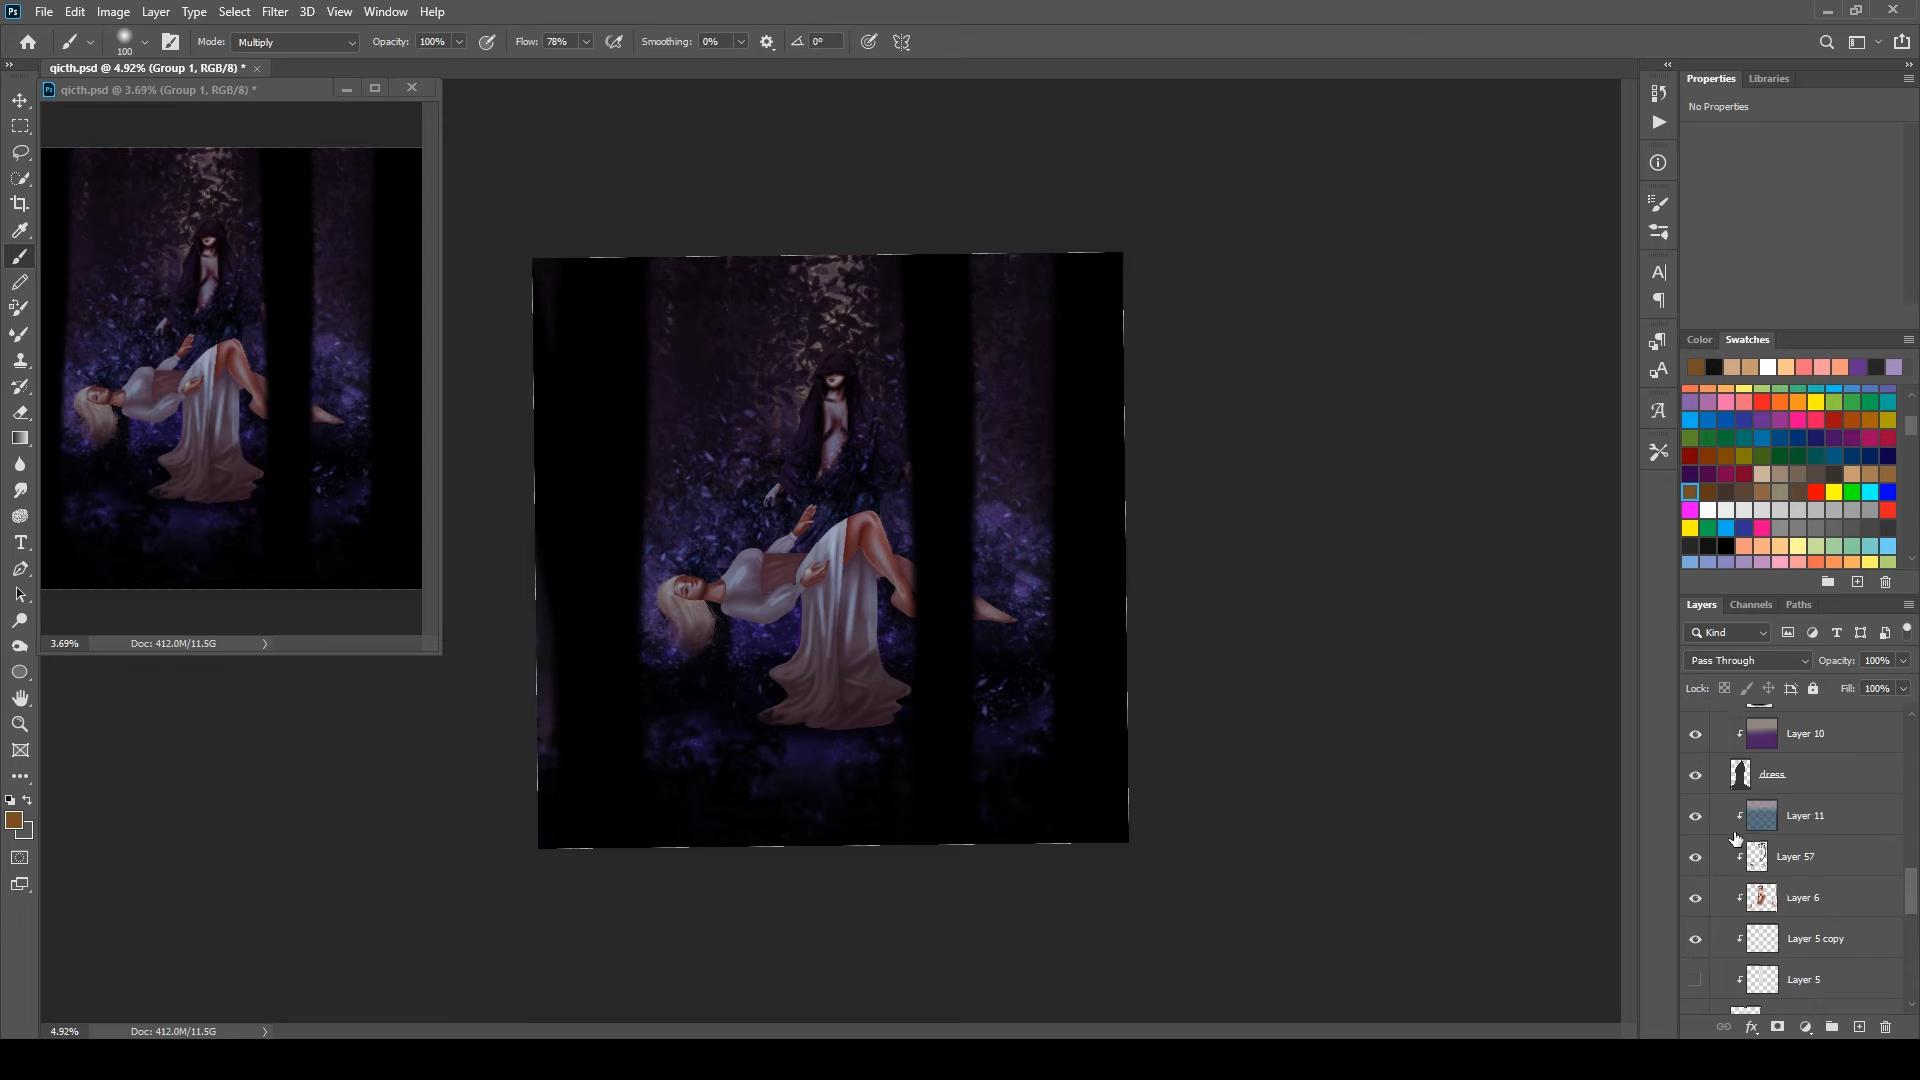 Ps File Edit Image Layer Type Select Filter 3D View Window Help
100 Mode: Multiply Opacity: 100% Flow: 78% Smoothing: 0% 0°
qicth.psd @ 4.92% (Group 1, RGB/8) *
qicth.psd @ 3.69% (Group 1, RGB/8) *
3.69% Doc: 412.0M/11.5G
4.92% Doc: 412.0M/11.5G
Properties Libraries
No Properties
Color Swatches
Layers Channels Paths
Kind
Pass Through Opacity: 100%
Lock: Fill: 100%
Layer 10
dress
Layer 11
Layer 57
Layer 6
Layer 5 copy
Layer 5
fx